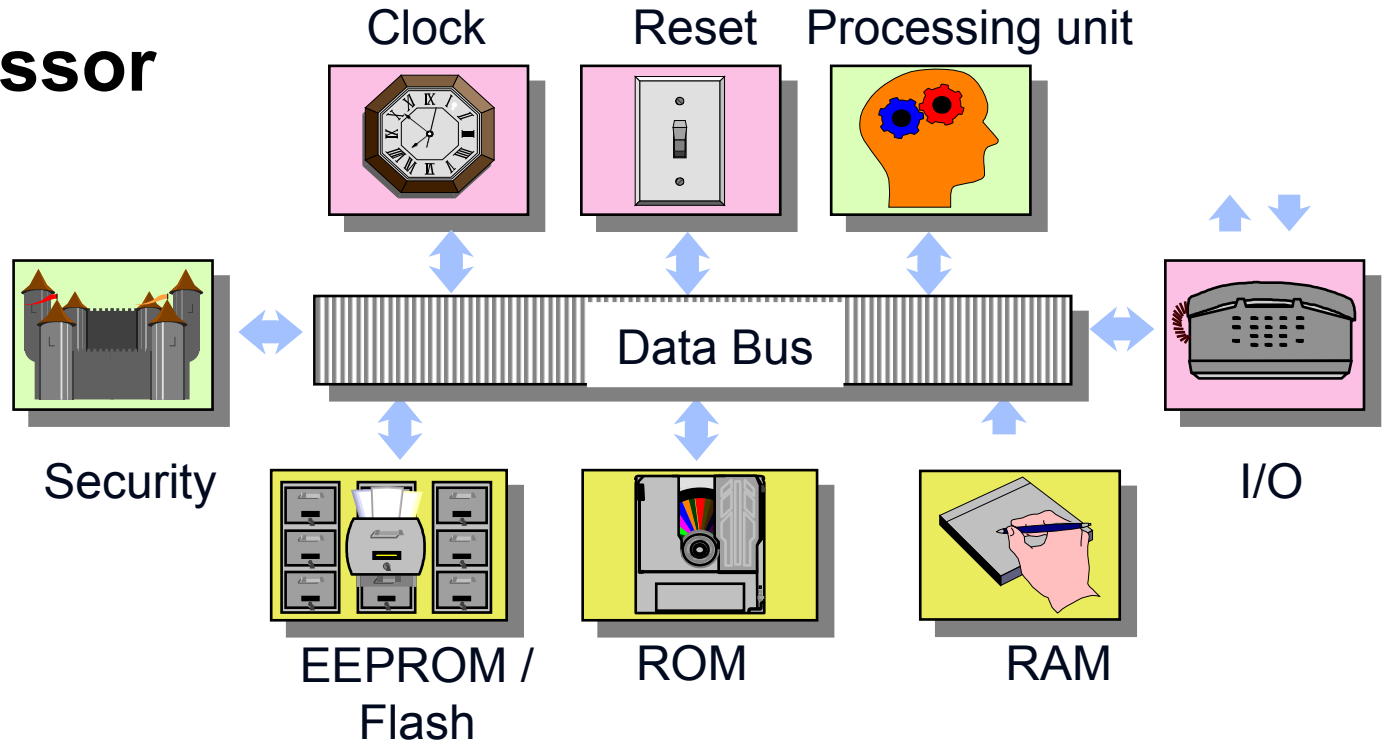 ssor
Clock
Reset
Processing unit
Data Bus
Security
I/O
EEPROM /
Flash
ROM
RAM